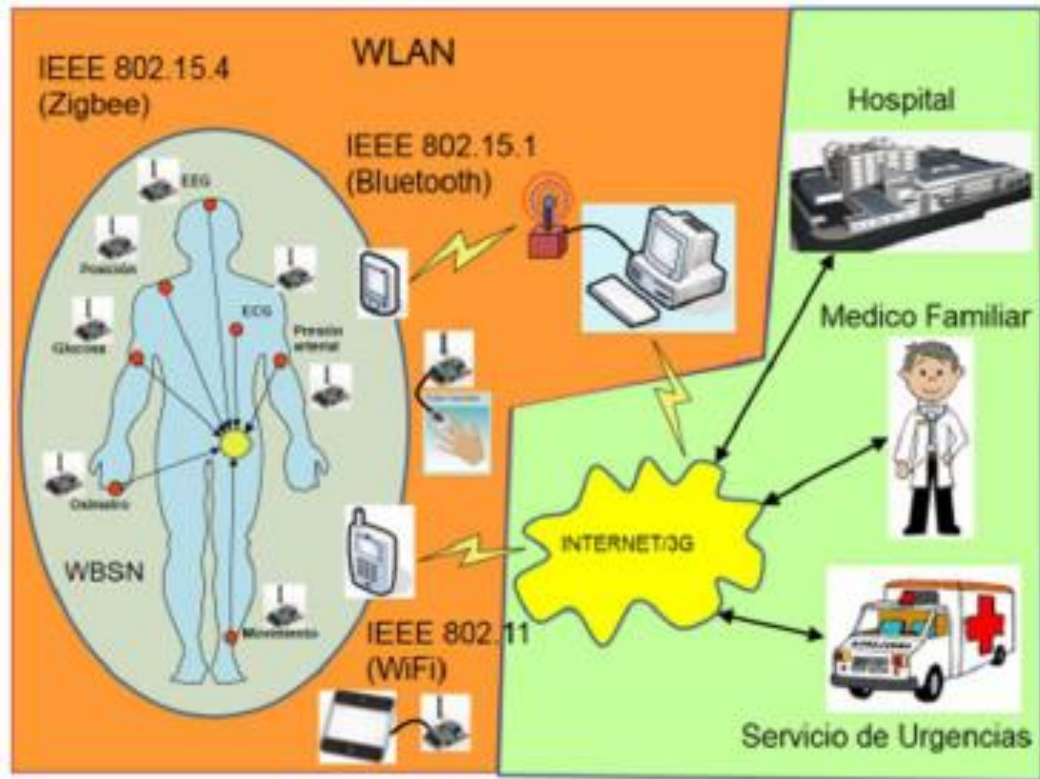 WLAN
IEEE 802.15.4
(Zigbee)
IEEE 802.15.1
(Bluetooth)
Hospital
EEG
Posición
ECG
Presión
arterial
Glucosa
Medico Familiar
Oximetro
WBSN
INTERNET/3G
Movimiento
IEEE 802.11
(WiFi)
Servicio de Urgencias